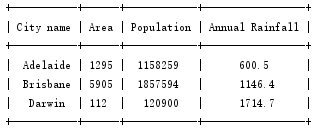 +-----------+------+------------+-----------------+
| City name | Area | Population | Annual Rainfall |
+-----------+------+------------+-----------------+
| Adelaide | 1295 | 1158259 | 600.5 |
| Brisbane | 5905 | 1857594 | 1146.4 |
| Darwin | 112 | 120900 | 1714.7 |
+-----------+------+------------+-----------------+